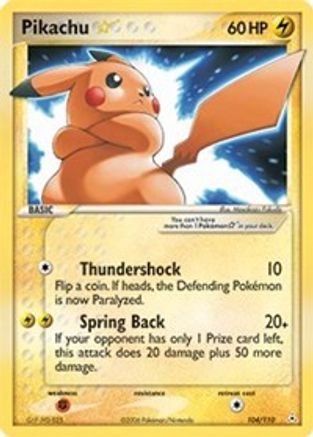 Pikachu ☆ 60 HP
BASIC
You can't have
more than 1 Pokémon☆ in your deck.
Thundershock 10
Flip a coin. If heads, the Defending Pokémon
is now Paralyzed.
Spring Back 20+
If your opponent has only 1 Prize card left,
this attack does 20 damage plus 50 more
damage.
weakness resistance retreat cost
©2006 Pokémon/Nintendo 104/110